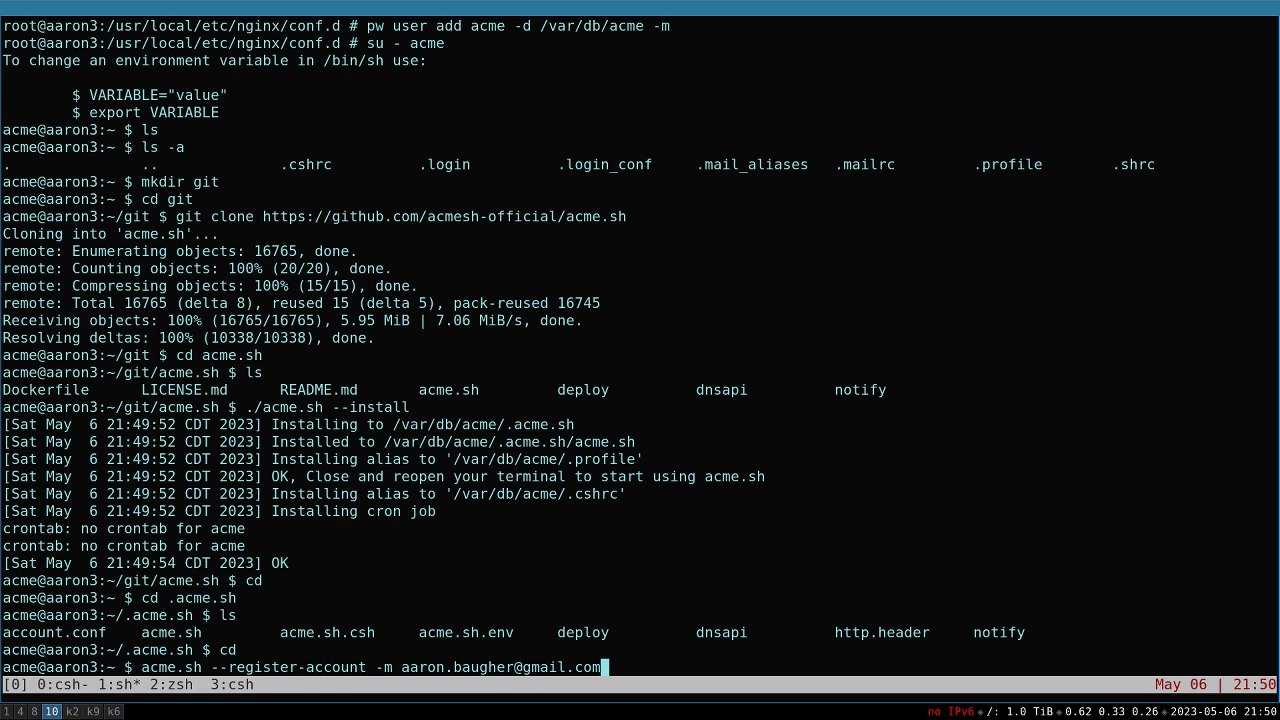 root@aaron3:/usr/local/etc/nginx/conf.d # pw user add acme -d /var/db/acme -m
root@aaron3:/usr/local/etc/nginx/conf.d # su - acme
To change an environment variable in /bin/sh use:
        $ VARIABLE="value"
        $ export VARIABLE
acme@aaron3:~ $ ls
acme@aaron3:~ $ ls -a
.               ..              .cshrc          .login          .login_conf     .mail_aliases   .mailrc         .profile        .shrc
acme@aaron3:~ $ mkdir git
acme@aaron3:~ $ cd git
acme@aaron3:~/git $ git clone https://github.com/acmesh-official/acme.sh
Cloning into 'acme.sh'...
remote: Enumerating objects: 16765, done.
remote: Counting objects: 100% (20/20), done.
remote: Compressing objects: 100% (15/15), done.
remote: Total 16765 (delta 8), reused 15 (delta 5), pack-reused 16745
Receiving objects: 100% (16765/16765), 5.95 MiB | 7.06 MiB/s, done.
Resolving deltas: 100% (10338/10338), done.
acme@aaron3:~/git $ cd acme.sh
acme@aaron3:~/git/acme.sh $ ls
Dockerfile      LICENSE.md      README.md       acme.sh         deploy          dnsapi          notify
acme@aaron3:~/git/acme.sh $ ./acme.sh --install
[Sat May  6 21:49:52 CDT 2023] Installing to /var/db/acme/.acme.sh
[Sat May  6 21:49:52 CDT 2023] Installed to /var/db/acme/.acme.sh/acme.sh
[Sat May  6 21:49:52 CDT 2023] Installing alias to '/var/db/acme/.profile'
[Sat May  6 21:49:52 CDT 2023] OK, Close and reopen your terminal to start using acme.sh
[Sat May  6 21:49:52 CDT 2023] Installing alias to '/var/db/acme/.cshrc'
[Sat May  6 21:49:52 CDT 2023] Installing cron job
crontab: no crontab for acme
crontab: no crontab for acme
[Sat May  6 21:49:54 CDT 2023] OK
acme@aaron3:~/git/acme.sh $ cd
acme@aaron3:~ $ cd .acme.sh
acme@aaron3:~/.acme.sh $ ls
account.conf    acme.sh         acme.sh.csh     acme.sh.env     deploy          dnsapi          http.header     notify
acme@aaron3:~/.acme.sh $ cd
acme@aaron3:~ $ acme.sh --register-account -m aaron.baugher@gmail.com
[0] 0:csh- 1:sh* 2:zsh  3:csh                    May 06 | 21:50
1 4 8 10 k2 k9 k6                    no IPv6 ◈ /: 1.0 TiB ◈ 0.62 0.33 0.26 ◈ 2023-05-06 21:50